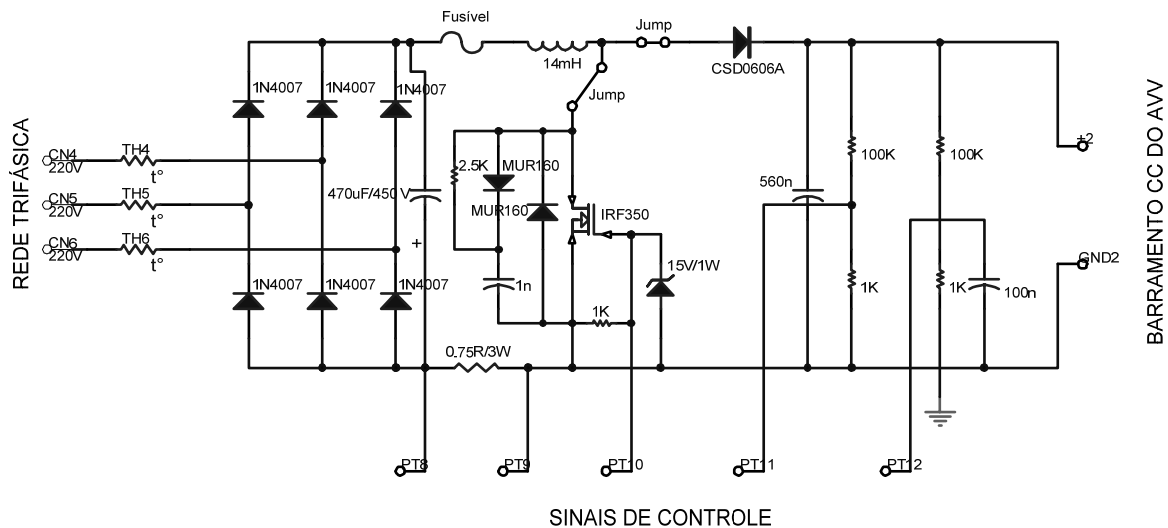 Fusível
14mH
Jump
Jump
CSD0606A
1N4007
1N4007
1N4007
REDE TRIFÁSICA
CN4
220V
TH4
t°
CN5
220V
TH5
t°
CN6
220V
TH6
t°
470uF/450 V
+
2.5K
MUR160
MUR160
IRF350
15V/1W
1n
1K
560n
100K
100K
1K
1K
100n
+2
GND2
BARRAMENTO CC DO AVV
1N4007
1N4007
1N4007
0.75R/3W
PT8
PT9
PT10
PT11
PT12
SINAIS DE CONTROLE